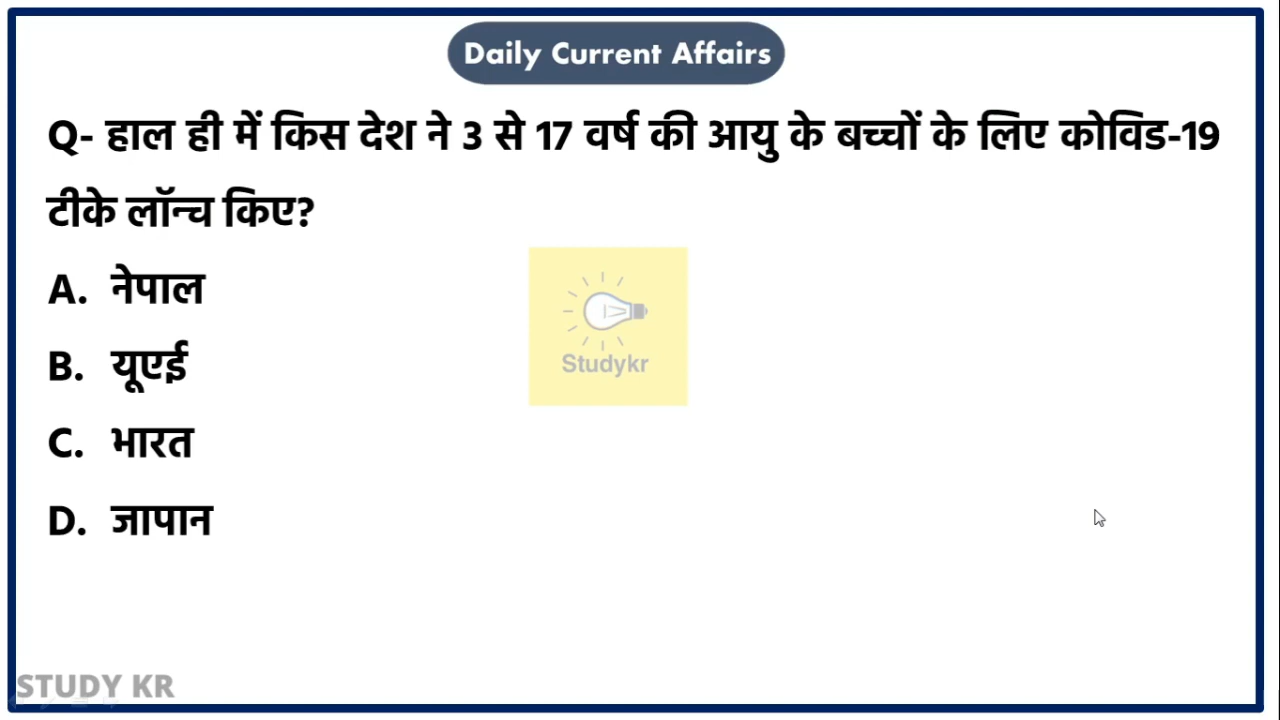 Daily Current Affairs
Q- हाल ही में किस देश ने 3 से 17 वर्ष की आयु के बच्चों के लिए कोविड-19
टीके लॉन्च किए?
A. नेपाल
B. यूएई
Studykr
C. भारत
D. जापान
STUDY KR